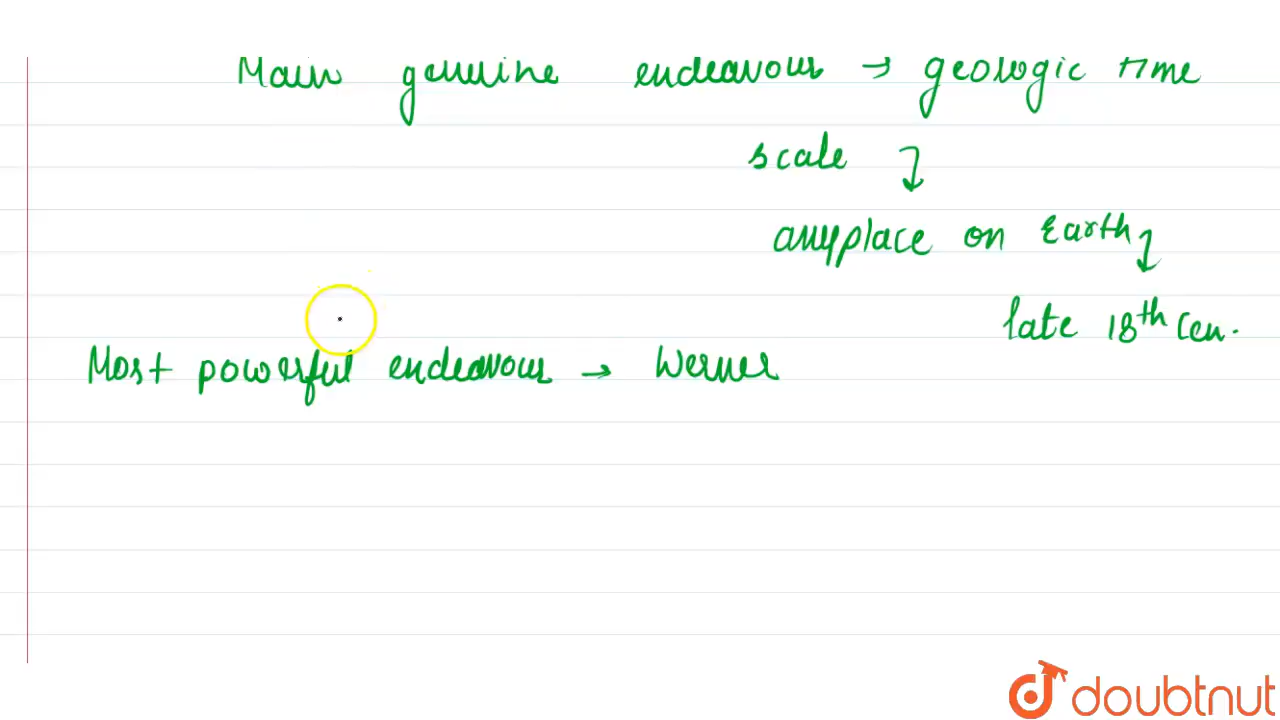 Main genuine endeavour → geologic time
scale ↴
anyplace on Earth ↴
late 18th Cen.
Most powerful endeavour → Werner
doubtnut